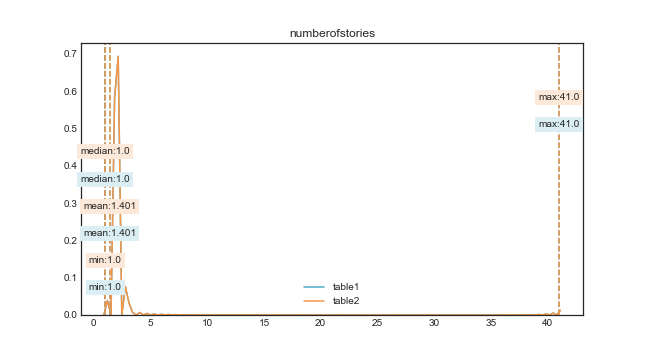 numberofstories
0.7
0.6
0.5
0.4
0.3
0.2
0.1
0.0
max:41.0
max:41.0
median:1.0
median:1.0
mean:1.401
mean:1.401
min:1.0
min:1.0
table1
table2
0 5 10 15 20 25 30 35 40